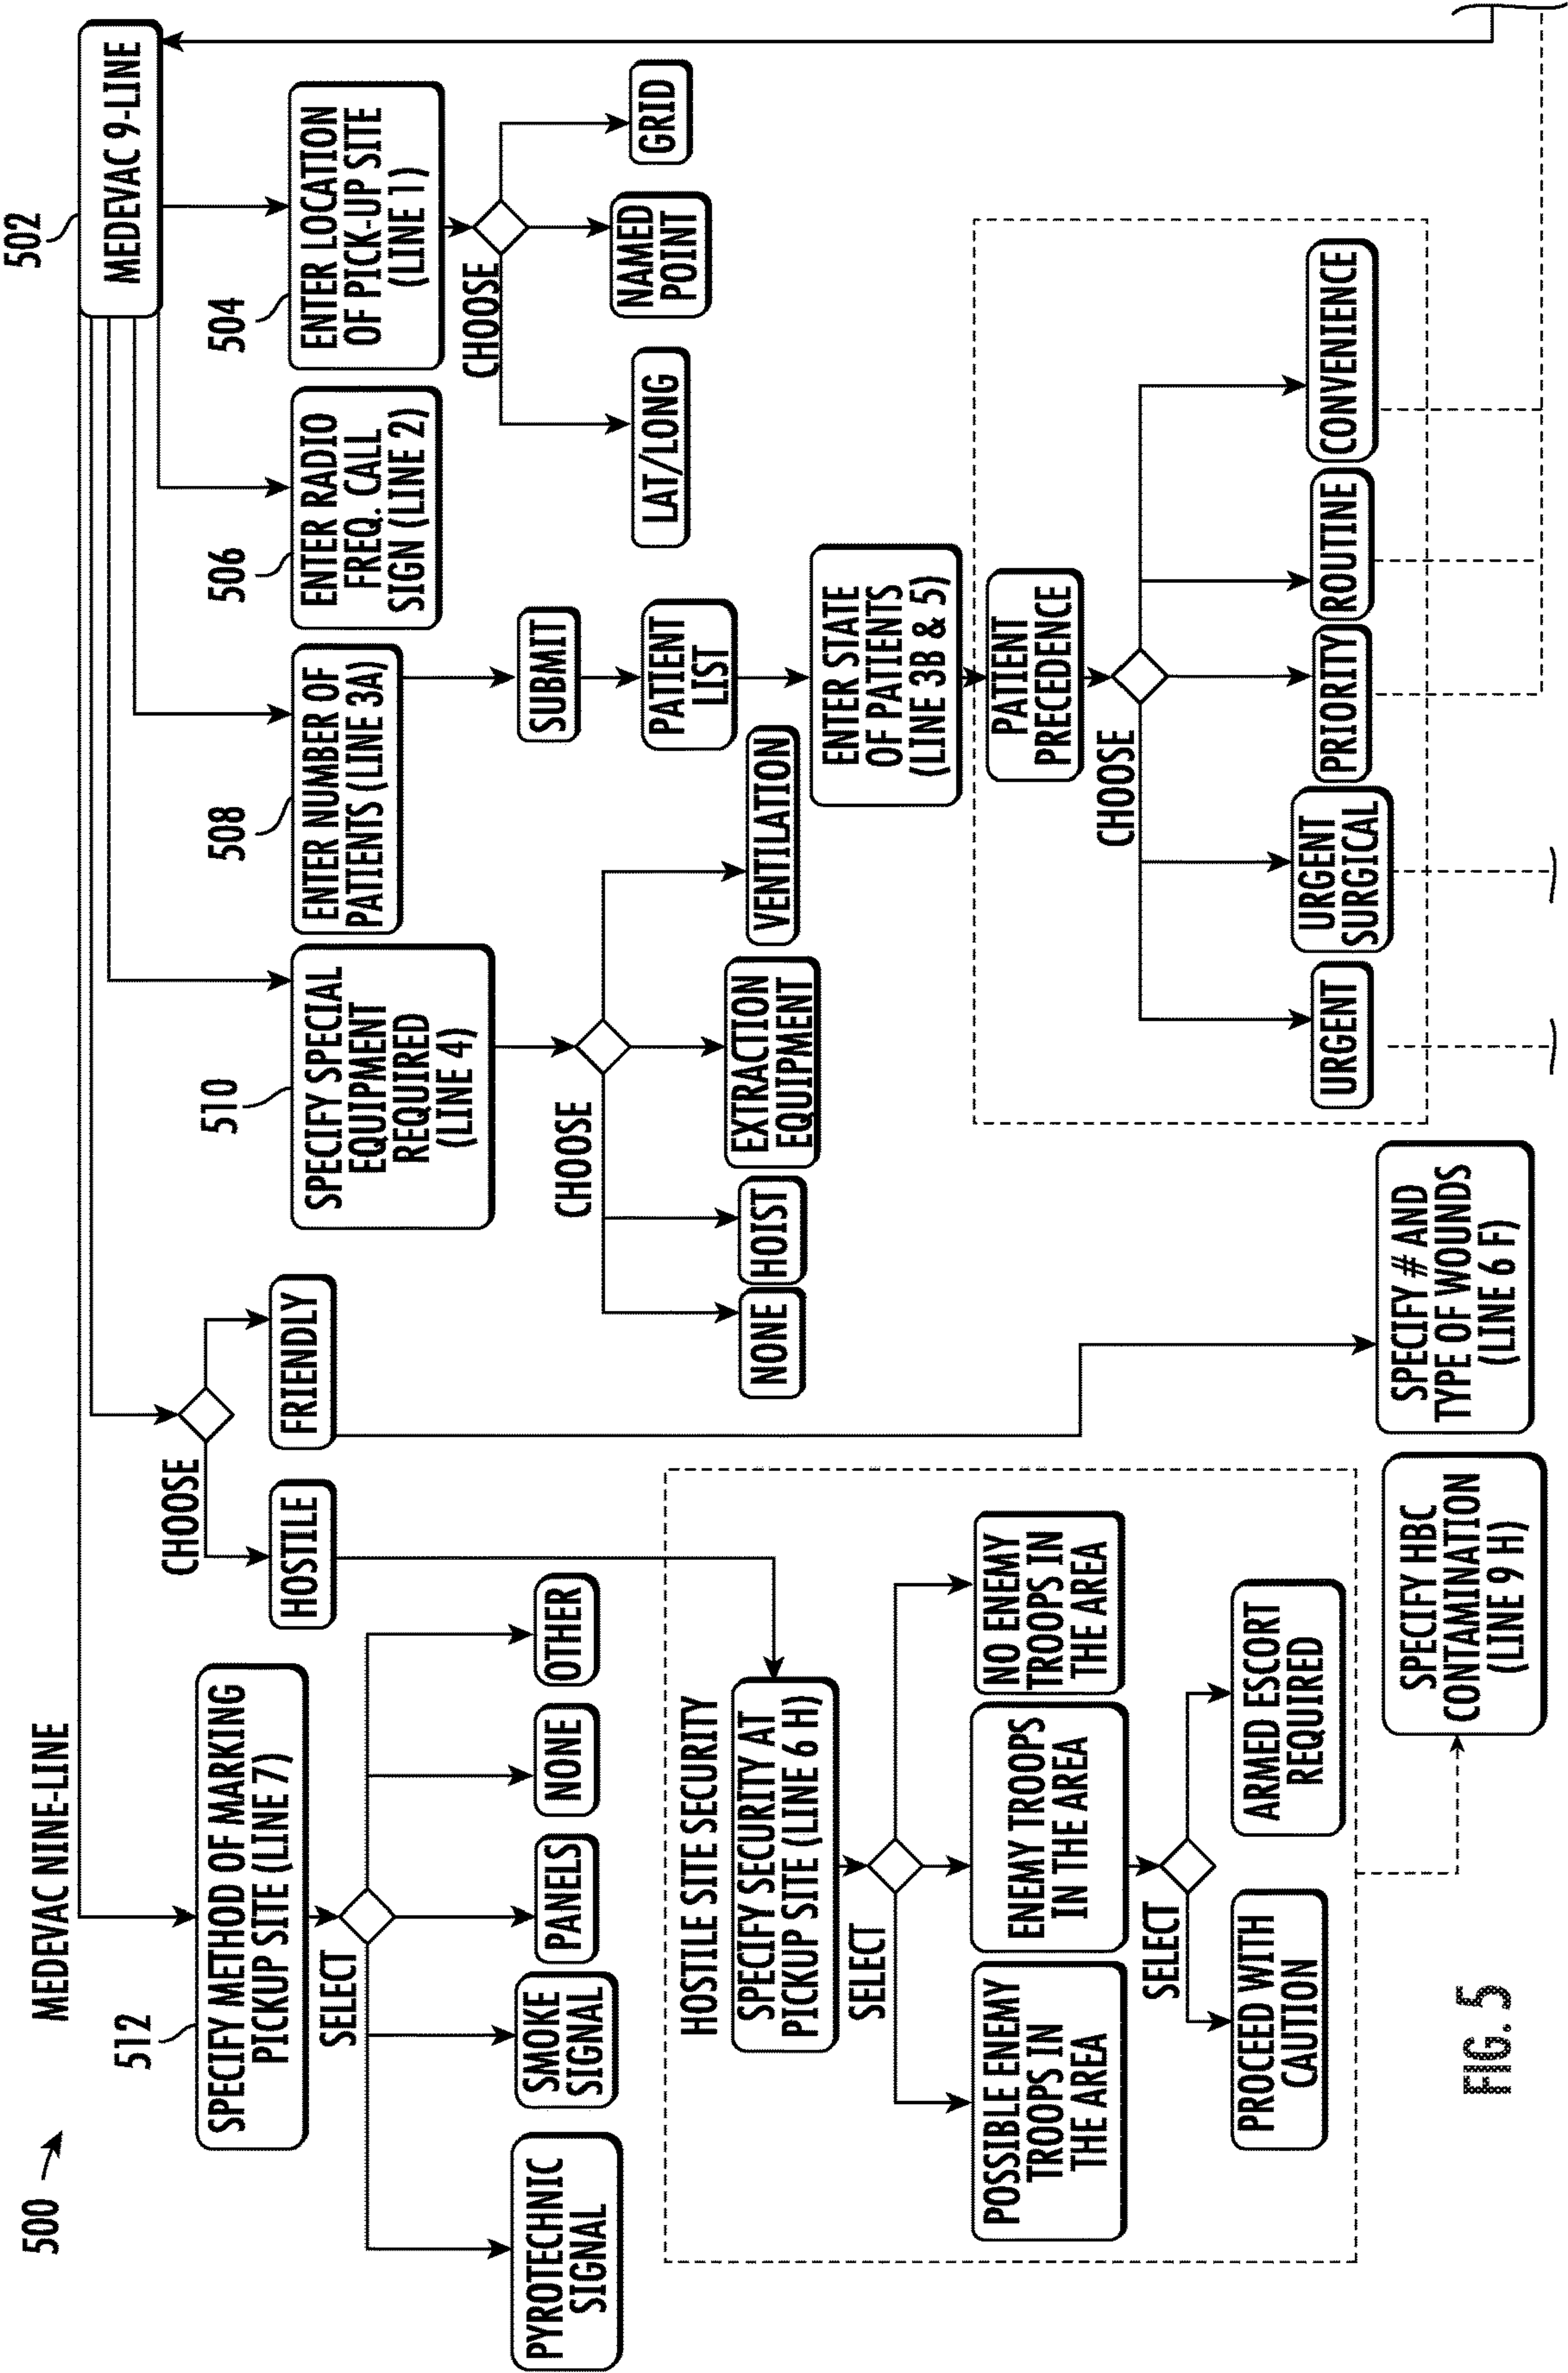 500
MEDEVAC NINE-LINE
502
MEDEVAC 9-LINE
512
SPECIFY METHOD OF MARKING
PICKUP SITE (LINE 7)
SELECT
PYROTECHNIC
SIGNAL
SMOKE
SIGNAL
PANELS
NONE
OTHER
CHOOSE
HOSTILE
FRIENDLY
510
SPECIFY SPECIAL
EQUIPMENT
REQUIRED
(LINE 4)
CHOOSE
NONE
HOIST
EXTRACTION
EQUIPMENT
VENTILATION
508
ENTER NUMBER OF
PATIENTS (LINE 3A)
SUBMIT
PATIENT
LIST
ENTER STATE
OF PATIENTS
(LINE 3B & 5)
506
ENTER RADIO
FREQ. CALL
SIGN (LINE 2)
504
ENTER LOCATION
OF PICK-UP SITE
(LINE 1)
CHOOSE
LAT/LONG
NAMED
POINT
GRID
HOSTILE SITE SECURITY
SPECIFY SECURITY AT
PICKUP SITE (LINE 6 H)
SELECT
POSSIBLE ENEMY
TROOPS IN
THE AREA
ENEMY TROOPS
IN THE AREA
NO ENEMY
TROOPS IN
THE AREA
SELECT
PROCEED WITH
CAUTION
ARMED ESCORT
REQUIRED
PATIENT
PRECEDENCE
CHOOSE
URGENT
URGENT
SURGICAL
PRIORITY
ROUTINE
CONVENIENCE
SPECIFY HBC
CONTAMINATION
(LINE 9 H)
SPECIFY # AND
TYPE OF WOUNDS
(LINE 6 F)
FIG. 5